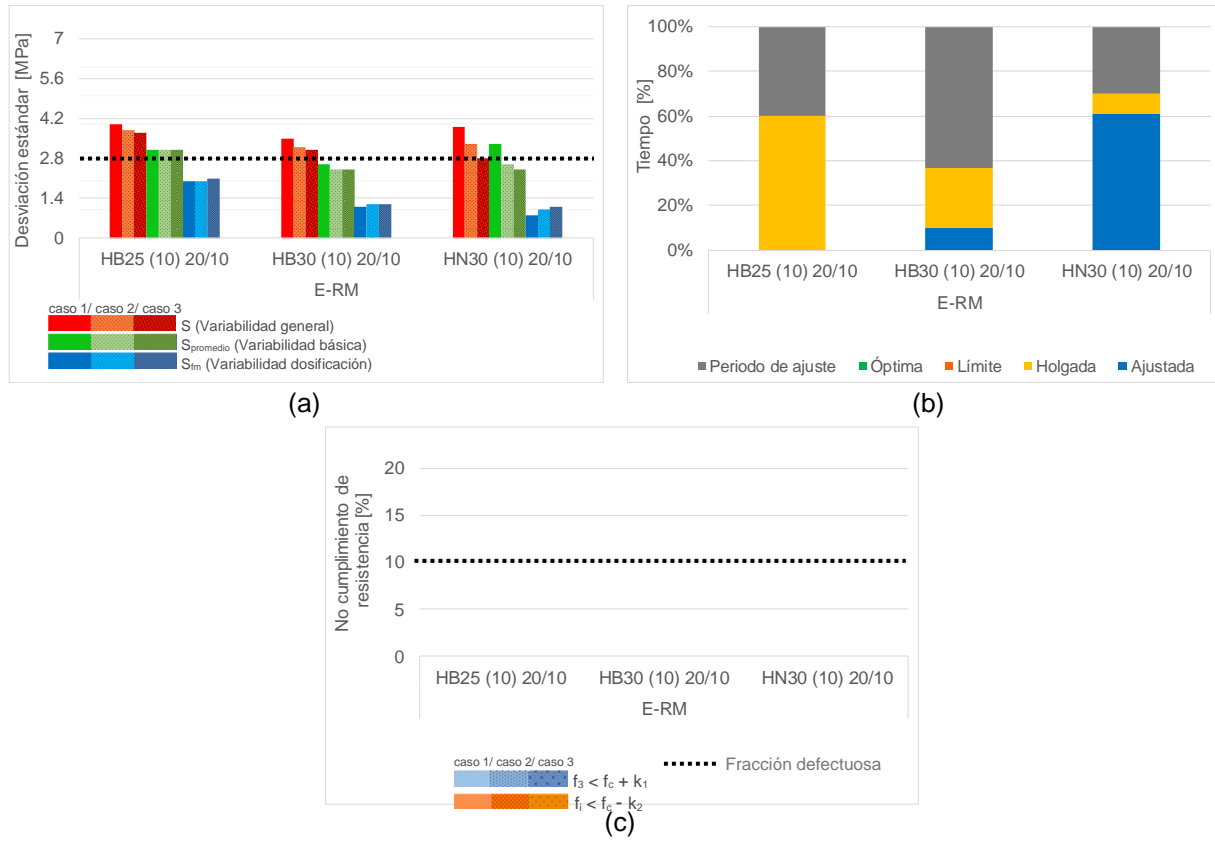 7
5.6
4.2
2.8
1.4
0
Desviación estándar [MPa]
HB25 (10) 20/10 HB30 (10) 20/10 HN30 (10) 20/10
E-RM
caso 1/ caso 2/ caso 3
S (Variabilidad general)
Spromedio (Variabilidad básica)
Sfm (Variabilidad dosificación)
(a)
100%
80%
60%
40%
20%
0%
Tiempo [%]
HB25 (10) 20/10 HB30 (10) 20/10 HN30 (10) 20/10
E-RM
Periodo de ajuste Óptima Límite Holgada Ajustada
(b)
20
15
10
5
0
No cumplimiento de
resistencia [%]
HB25 (10) 20/10 HB30 (10) 20/10 HN30 (10) 20/10
E-RM
caso 1/ caso 2/ caso 3
f3 < fc + k1
fi < fc - k2
Fracción defectuosa
(c)